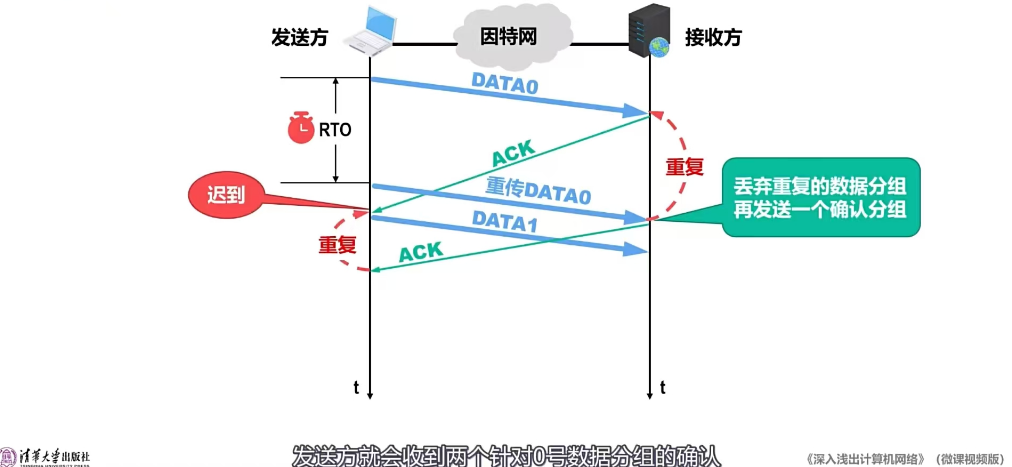 发送方
因特网
接收方
DATA0
RTO
ACK
重复
迟到
重传DATA0
丢弃重复的数据分组
再发送一个确认分组
DATA1
重复
ACK
t
t
发送方就会收到两个针对0号数据分组的确认
清华大学出版社
TSINGHUA UNIVERSITY PRESS
《深入浅出计算机网络》（微课视频版）